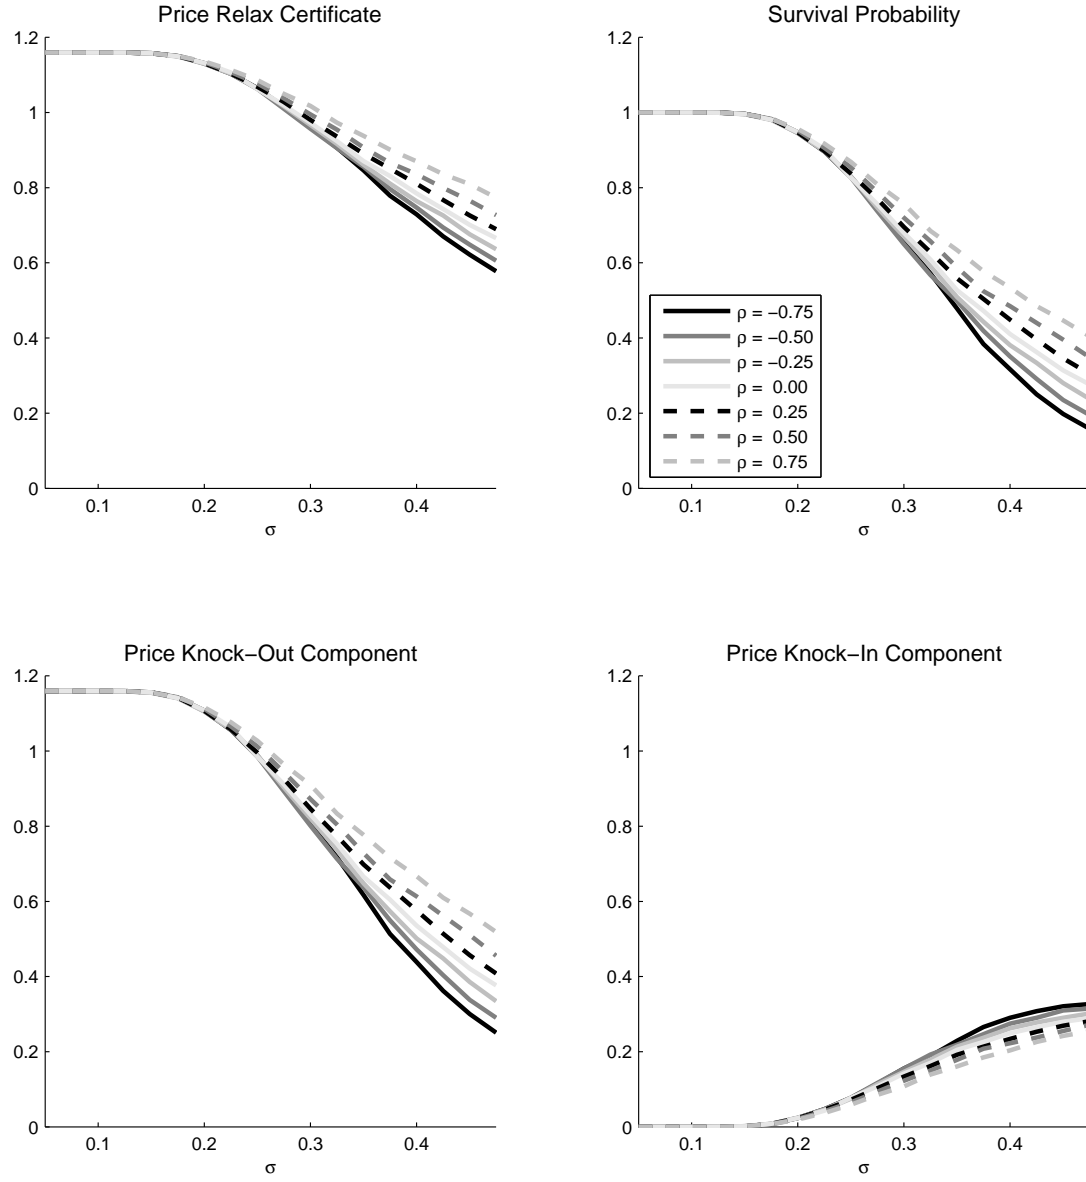 Price Relax Certificate
1.2
1
0.8
0.6
0.4
0.2
0
0.1 0.2 0.3 0.4
σ
Survival Probability
1.2
1
0.8
0.6
0.4
0.2
0
ρ = −0.75
ρ = −0.50
ρ = −0.25
ρ = 0.00
ρ = 0.25
ρ = 0.50
ρ = 0.75
0.1 0.2 0.3 0.4
σ
Price Knock−Out Component
1.2
1
0.8
0.6
0.4
0.2
0
0.1 0.2 0.3 0.4
σ
Price Knock−In Component
1.2
1
0.8
0.6
0.4
0.2
0
0.1 0.2 0.3 0.4
σ